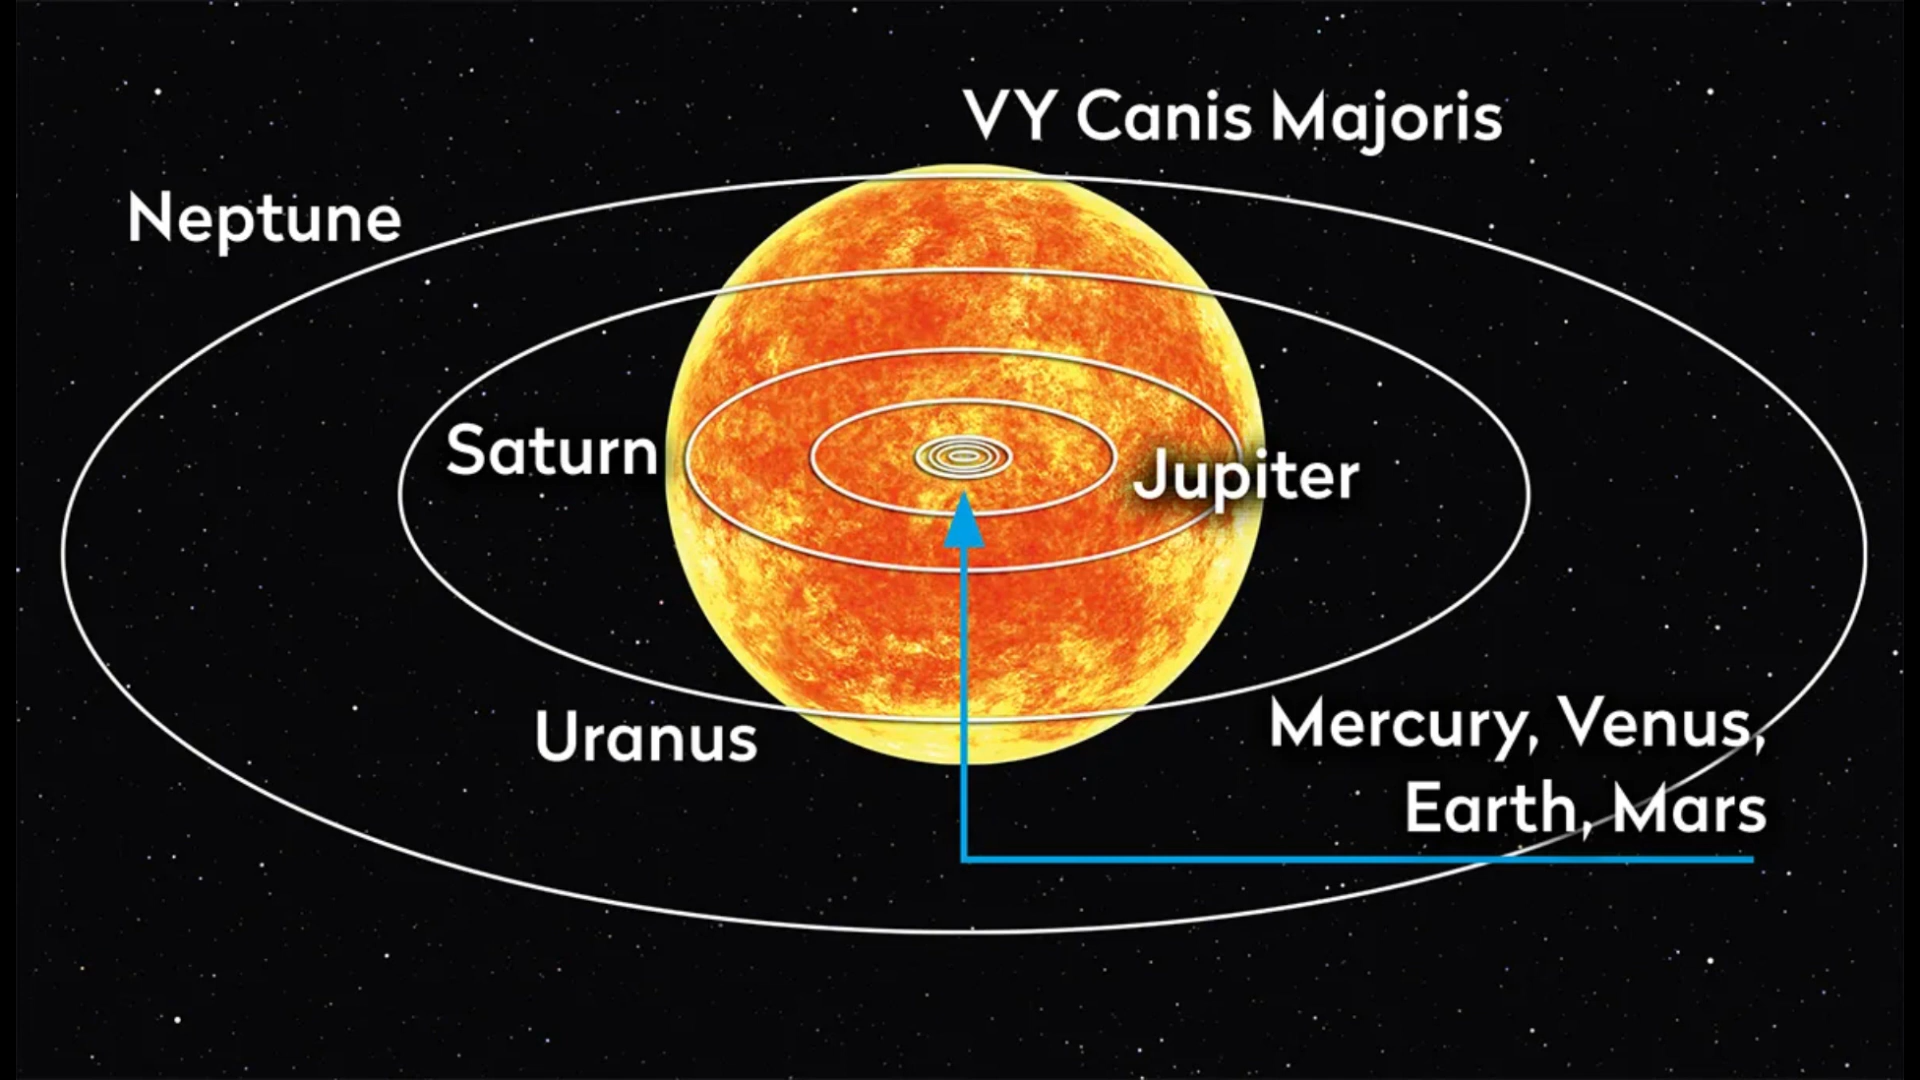 VY Canis Majoris
Neptune
Saturn
Jupiter
Uranus
Mercury, Venus,
Earth, Mars